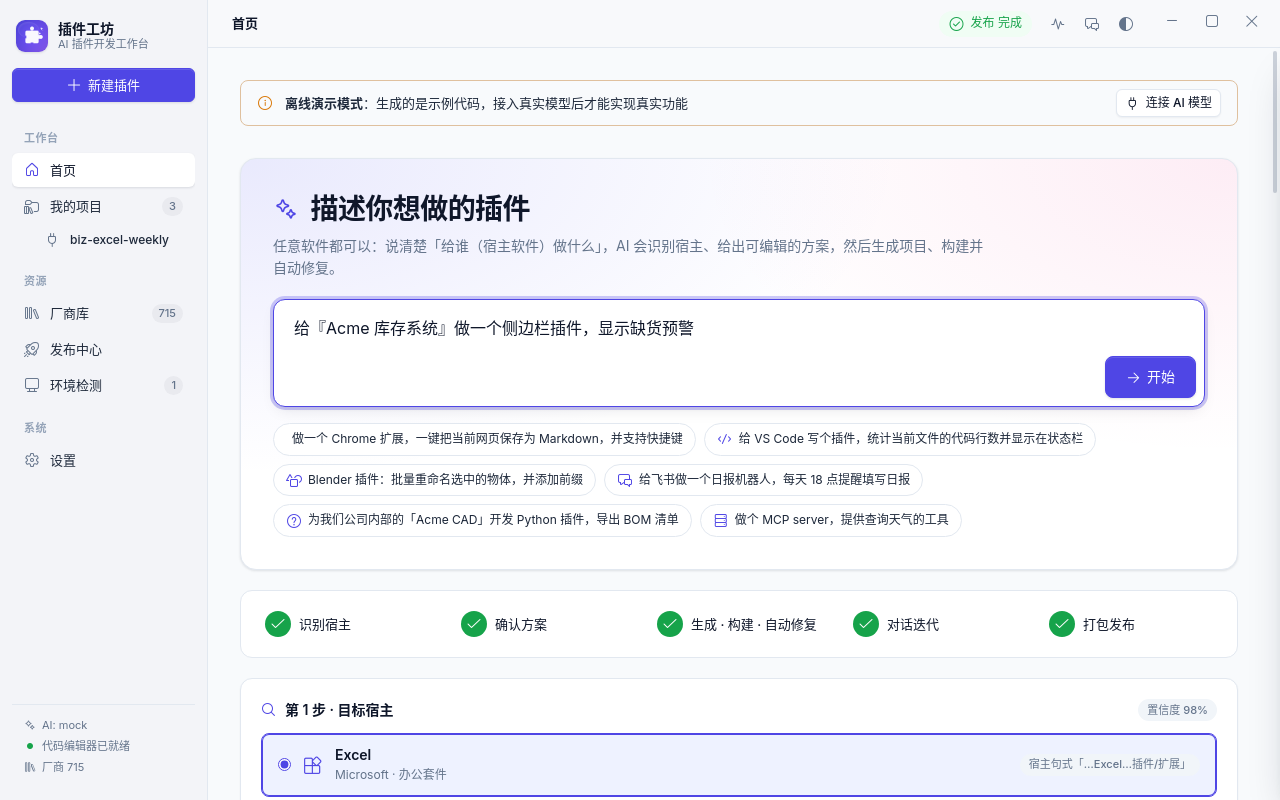 插件工坊
AI 插件开发工作台
新建插件
工作台
首页
我的项目 3
biz-excel-weekly
资源
厂商库 715
发布中心
环境检测 1
系统
设置
AI: mock
代码编辑器已就绪
厂商 715
首页
发布 完成
离线演示模式：生成的是示例代码，接入真实模型后才能实现真实功能
连接 AI 模型
描述你想做的插件
任意软件都可以：说清楚「给谁（宿主软件）做什么」，AI 会识别宿主、给出可编辑的方案，然后生成项目、构建并
自动修复。
给『Acme 库存系统』做一个侧边栏插件，显示缺货预警
开始
做一个 Chrome 扩展，一键把当前网页保存为 Markdown，并支持快捷键
给 VS Code 写个插件，统计当前文件的代码行数并显示在状态栏
Blender 插件：批量重命名选中的物体，并添加前缀
给飞书做一个日报机器人，每天 18 点提醒填写日报
为我们公司内部的「Acme CAD」开发 Python 插件，导出 BOM 清单
做个 MCP server，提供查询天气的工具
识别宿主
确认方案
生成 · 构建 · 自动修复
对话迭代
打包发布
第 1 步 · 目标宿主
置信度 98%
Excel
Microsoft · 办公套件
宿主句式「…Excel…插件/扩展」